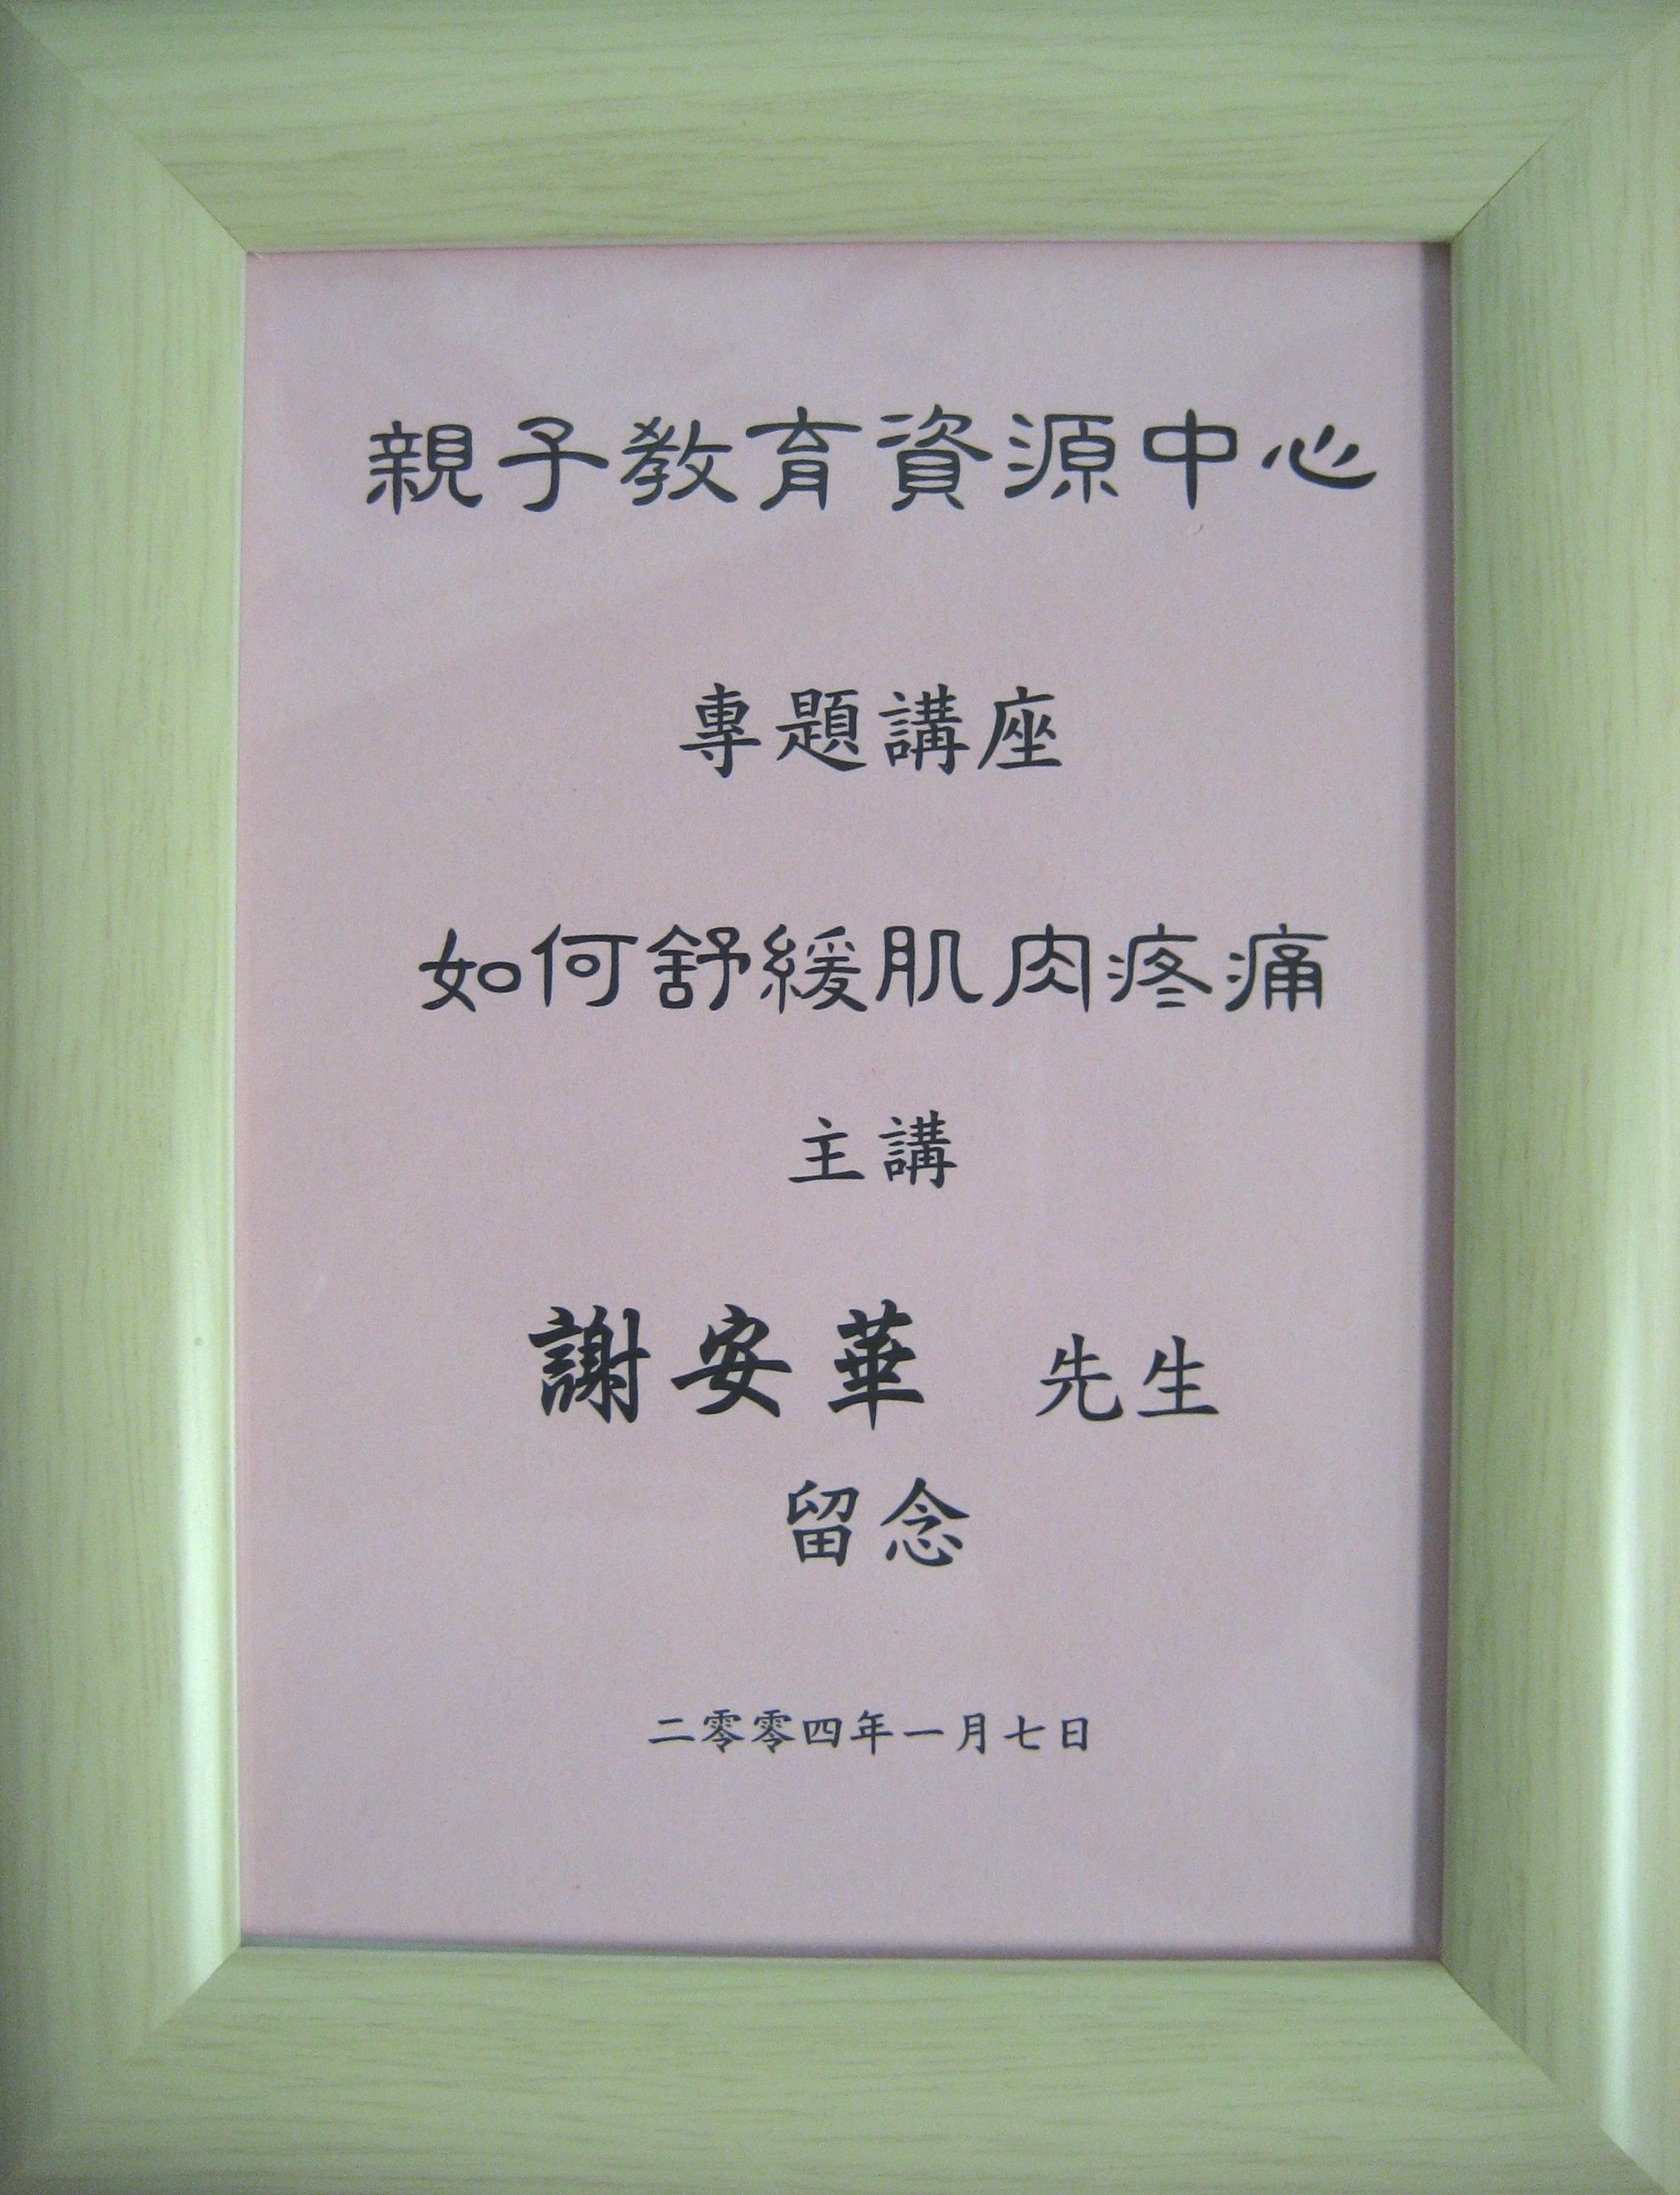 親子教育資源中心
專題講座
如何舒緩肌肉疼痛
主講
謝安華 先生
留念
二零零四年一月七日